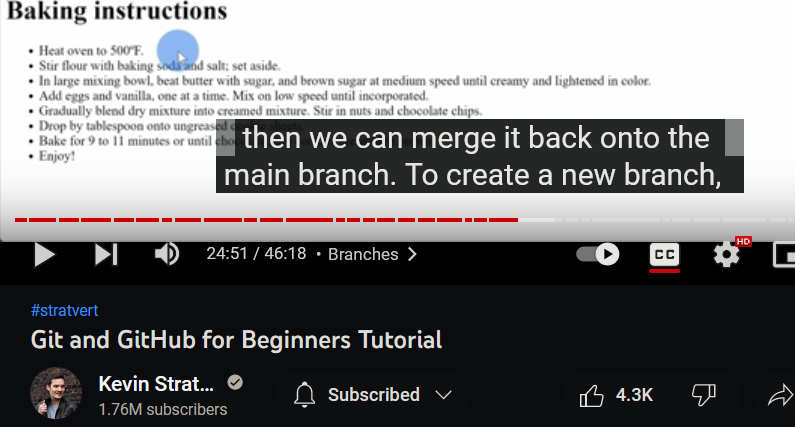 Baking instructions
• Heat oven to 500°F.
• Stir flour with baking soda and salt; set aside.
• In large mixing bowl, beat butter with sugar, and brown sugar at medium speed until creamy and lightened in color.
• Add eggs and vanilla, one at a time. Mix on low speed until incorporated.
• Gradually blend dry mixture into creamed mixture. Stir in nuts and chocolate chips.
• Drop by tablespoon onto ungreased
• Bake for 9 to 11 minutes or until
• Enjoy!
then we can merge it back onto the
main branch. To create a new branch,
24:51 / 46:18 • Branches
CC
HD
#stratvert
Git and GitHub for Beginners Tutorial
Kevin Strat...
1.76M subscribers
Subscribed
4.3K